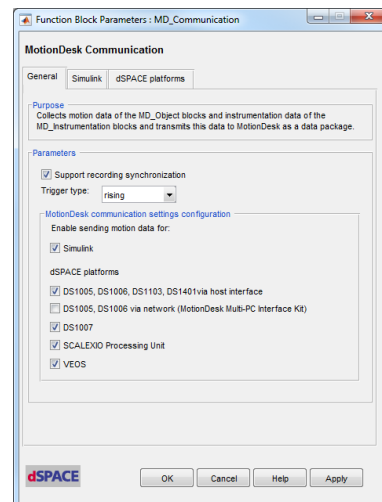 Function Block Parameters : MD_Communication
MotionDesk Communication
General Simulink dSPACE platforms
Purpose
Collects motion data of the MD_Object blocks and instrumentation data of the
MD_Instrumentation blocks and transmits this data to MotionDesk as a data package.
Parameters
Support recording synchronization
Trigger type: rising
MotionDesk communication settings configuration
Enable sending motion data for:
Simulink
dSPACE platforms
DS1005, DS1006, DS1103, DS1401via host interface
DS1005, DS1006 via network (MotionDesk Multi-PC Interface Kit)
DS1007
SCALEXIO Processing Unit
VEOS
dSPACE OK Cancel Help Apply